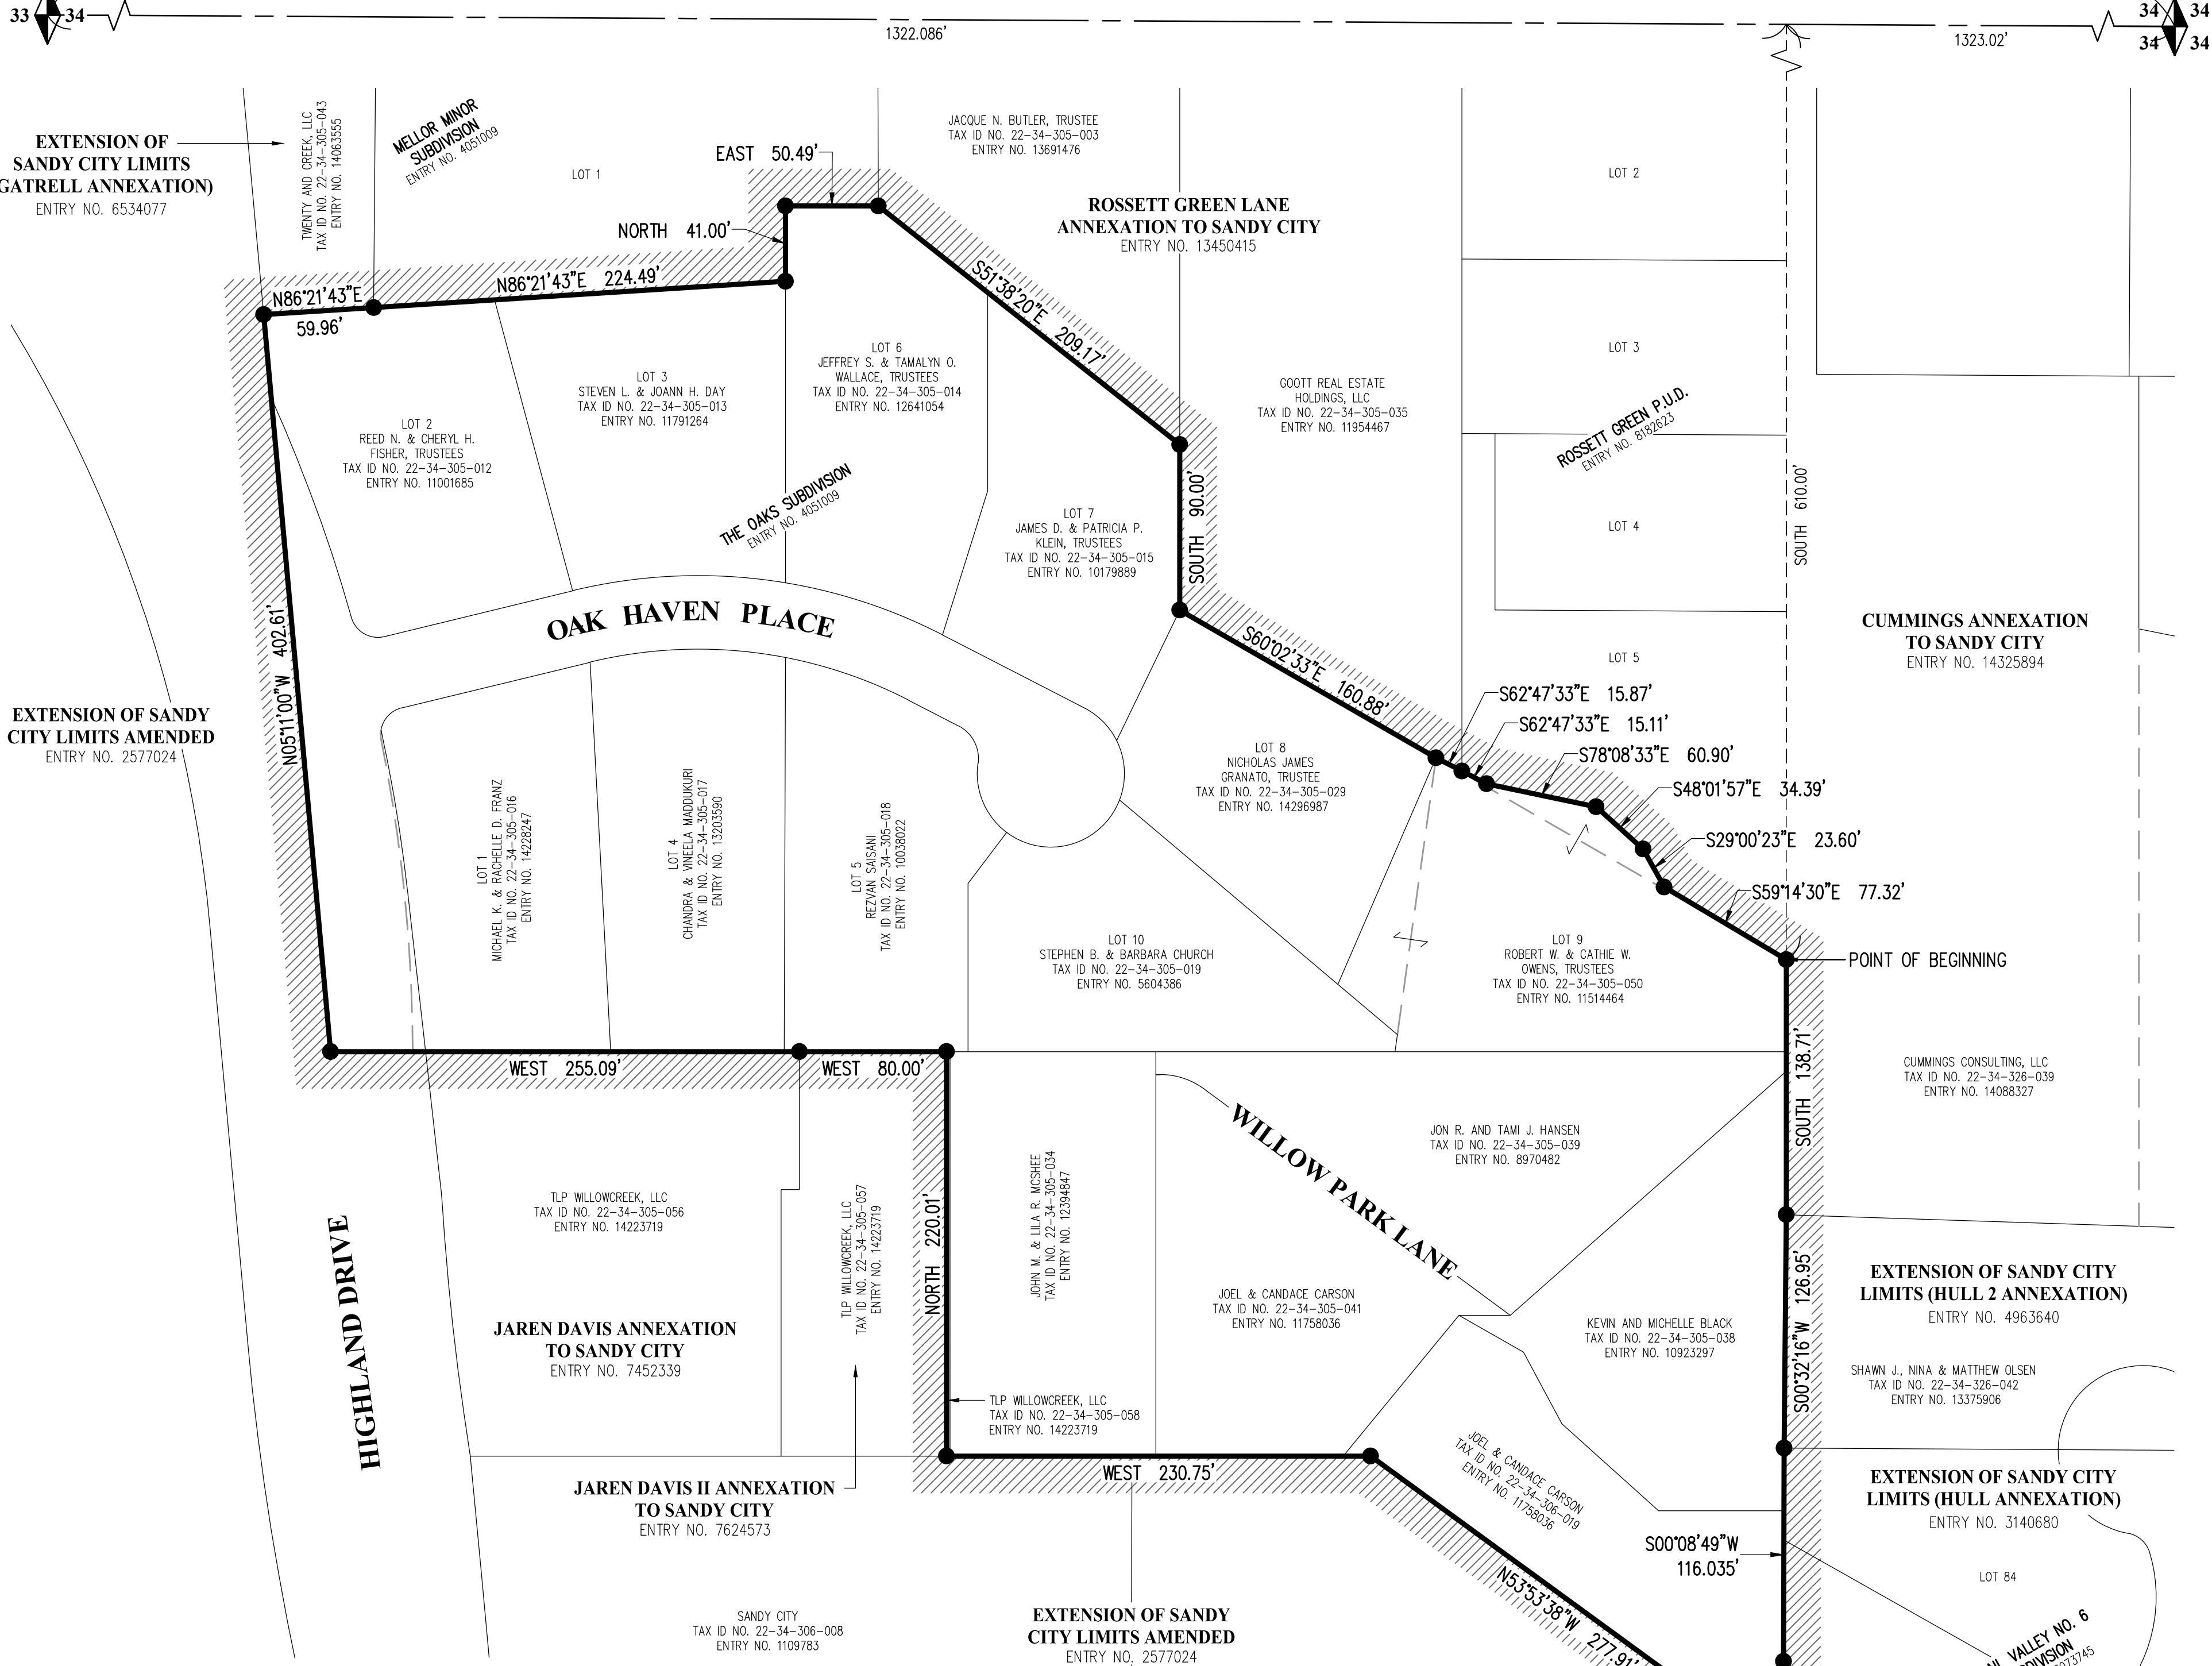 33
34
34
34
34
34
1322.086'
1323.02'
EXTENSION OF
SANDY CITY LIMITS
GATRELL ANNEXATION)
ENTRY NO. 6534077
TWENTY AND CREEK, LLC
TAX ID NO. 22-34-305-043
ENTRY NO. 14063555
MELLOR MINOR
SUBDIVISION
ENTRY NO. 4051009
LOT 1
JACQUE N. BUTLER, TRUSTEE
TAX ID NO. 22-34-305-003
ENTRY NO. 13691476
EAST 50.49'
NORTH 41.00'
ROSSETT GREEN LANE
ANNEXATION TO SANDY CITY
ENTRY NO. 13450415
LOT 2
N86°21'43"E
59.96'
N86°21'43"E 224.49'
S51°38'20"E 209.17'
LOT 3
LOT 6
JEFFREY S. & TAMALYN O.
WALLACE, TRUSTEES
TAX ID NO. 22-34-305-014
ENTRY NO. 12641054
LOT 3
STEVEN L. & JOANN H. DAY
TAX ID NO. 22-34-305-013
ENTRY NO. 11791264
LOT 2
REED N. & CHERYL H.
FISHER, TRUSTEES
TAX ID NO. 22-34-305-012
ENTRY NO. 11001685
GOOTT REAL ESTATE
HOLDINGS, LLC
TAX ID NO. 22-34-305-035
ENTRY NO. 11954467
ROSSETT GREEN P.U.D.
ENTRY NO. 8182623
THE OAKS SUBDIVISION
ENTRY NO. 4051009
LOT 7
JAMES D. & PATRICIA P.
KLEIN, TRUSTEES
TAX ID NO. 22-34-305-015
ENTRY NO. 10179889
SOUTH 90.00'
LOT 4
SOUTH 610.00'
OAK HAVEN PLACE
N05°11'00"W 402.61'
S60°02'33"E 160.88'
LOT 5
CUMMINGS ANNEXATION
TO SANDY CITY
ENTRY NO. 14325894
EXTENSION OF SANDY
CITY LIMITS AMENDED
ENTRY NO. 2577024
S62°47'33"E 15.87'
S62°47'33"E 15.11'
S78°08'33"E 60.90'
S48°01'57"E 34.39'
S29°00'23"E 23.60'
S59°14'30"E 77.32'
POINT OF BEGINNING
LOT 8
NICHOLAS JAMES
GRANATO, TRUSTEE
TAX ID NO. 22-34-305-029
ENTRY NO. 14296987
LOT 1
MICHAEL K. & RACHELLE D. FRANZ
TAX ID NO. 22-34-305-016
ENTRY NO. 14228247
LOT 4
CHANDRA & VINEELA MADDUKURI
TAX ID NO. 22-34-305-017
ENTRY NO. 13203590
LOT 5
REZVAN SAISANI
TAX ID NO. 22-34-305-018
ENTRY NO. 10038022
LOT 10
STEPHEN B. & BARBARA CHURCH
TAX ID NO. 22-34-305-019
ENTRY NO. 5604386
LOT 9
ROBERT W. & CATHIE W.
OWENS, TRUSTEES
TAX ID NO. 22-34-305-050
ENTRY NO. 11514464
WEST 255.09'
WEST 80.00'
SOUTH 138.71'
CUMMINGS CONSULTING, LLC
TAX ID NO. 22-34-326-039
ENTRY NO. 14088327
WILLOW PARK LANE
JON R. AND TAMI J. HANSEN
TAX ID NO. 22-34-305-039
ENTRY NO. 8970482
JOHN M. & LILA R. MCSHEE
TAX ID NO. 22-34-305-034
ENTRY NO. 12394847
TLP WILLOWCREEK, LLC
TAX ID NO. 22-34-305-056
ENTRY NO. 14223719
TLP WILLOWCREEK, LLC
TAX ID NO. 22-34-305-057
ENTRY NO. 14223719
NORTH 220.01'
HIGHLAND DRIVE
JOEL & CANDACE CARSON
TAX ID NO. 22-34-305-041
ENTRY NO. 11758036
KEVIN AND MICHELLE BLACK
TAX ID NO. 22-34-305-038
ENTRY NO. 10923297
S00°32'16"W 126.95'
EXTENSION OF SANDY CITY
LIMITS (HULL 2 ANNEXATION)
ENTRY NO. 4963640
SHAWN J., NINA & MATTHEW OLSEN
TAX ID NO. 22-34-326-042
ENTRY NO. 13375906
JAREN DAVIS ANNEXATION
TO SANDY CITY
ENTRY NO. 7452339
TLP WILLOWCREEK, LLC
TAX ID NO. 22-34-305-058
ENTRY NO. 14223719
WEST 230.75'
JAREN DAVIS II ANNEXATION
TO SANDY CITY
ENTRY NO. 7624573
JOEL & CANDACE CARSON
TAX ID NO. 22-34-306-019
ENTRY NO. 11758036
EXTENSION OF SANDY CITY
LIMITS (HULL ANNEXATION)
ENTRY NO. 3140680
S00°08'49"W
116.035'
LOT 84
N53°53'38"W 277.91'
SANDY CITY
TAX ID NO. 22-34-306-008
ENTRY NO. 1109783
EXTENSION OF SANDY
CITY LIMITS AMENDED
ENTRY NO. 2577024
VALLEY NO. 6